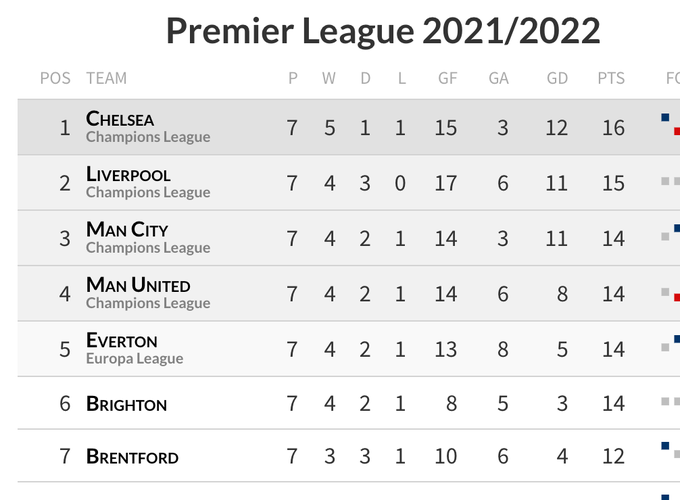 Premier League 2021/2022
POS TEAM P W D L GF GA GD PTS
1 CHELSEA 7 5 1 1 15 3 12 16
Champions League
2 LIVERPOOL 7 4 3 0 17 6 11 15
Champions League
3 MAN CITY 7 4 2 1 14 3 11 14
Champions League
4 MAN UNITED 7 4 2 1 14 6 8 14
Champions League
5 EVERTON 7 4 2 1 13 8 5 14
Europa League
6 BRIGHTON 7 4 2 1 8 5 3 14
7 BRENTFORD 7 3 3 1 10 6 4 12